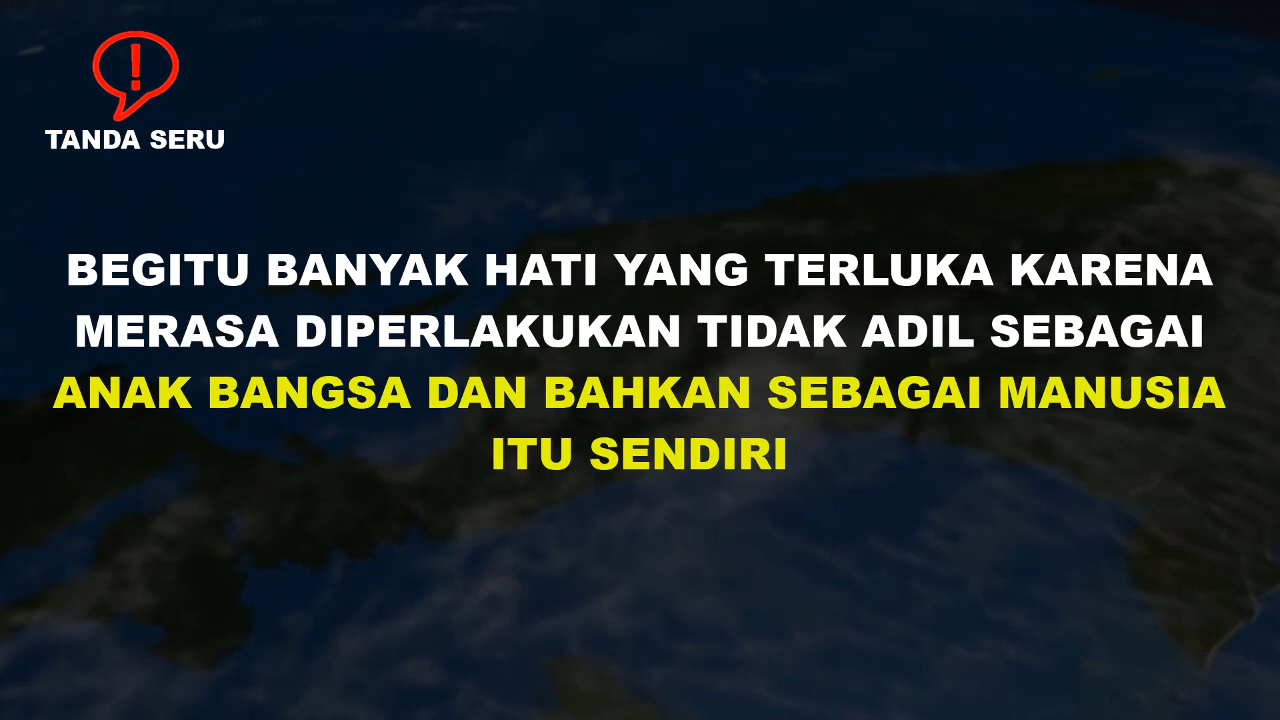 !
TANDA SERU
BEGITU BANYAK HATI YANG TERLUKA KARENA
MERASA DIPERLAKUKAN TIDAK ADIL SEBAGAI
ANAK BANGSA DAN BAHKAN SEBAGAI MANUSIA
ITU SENDIRI